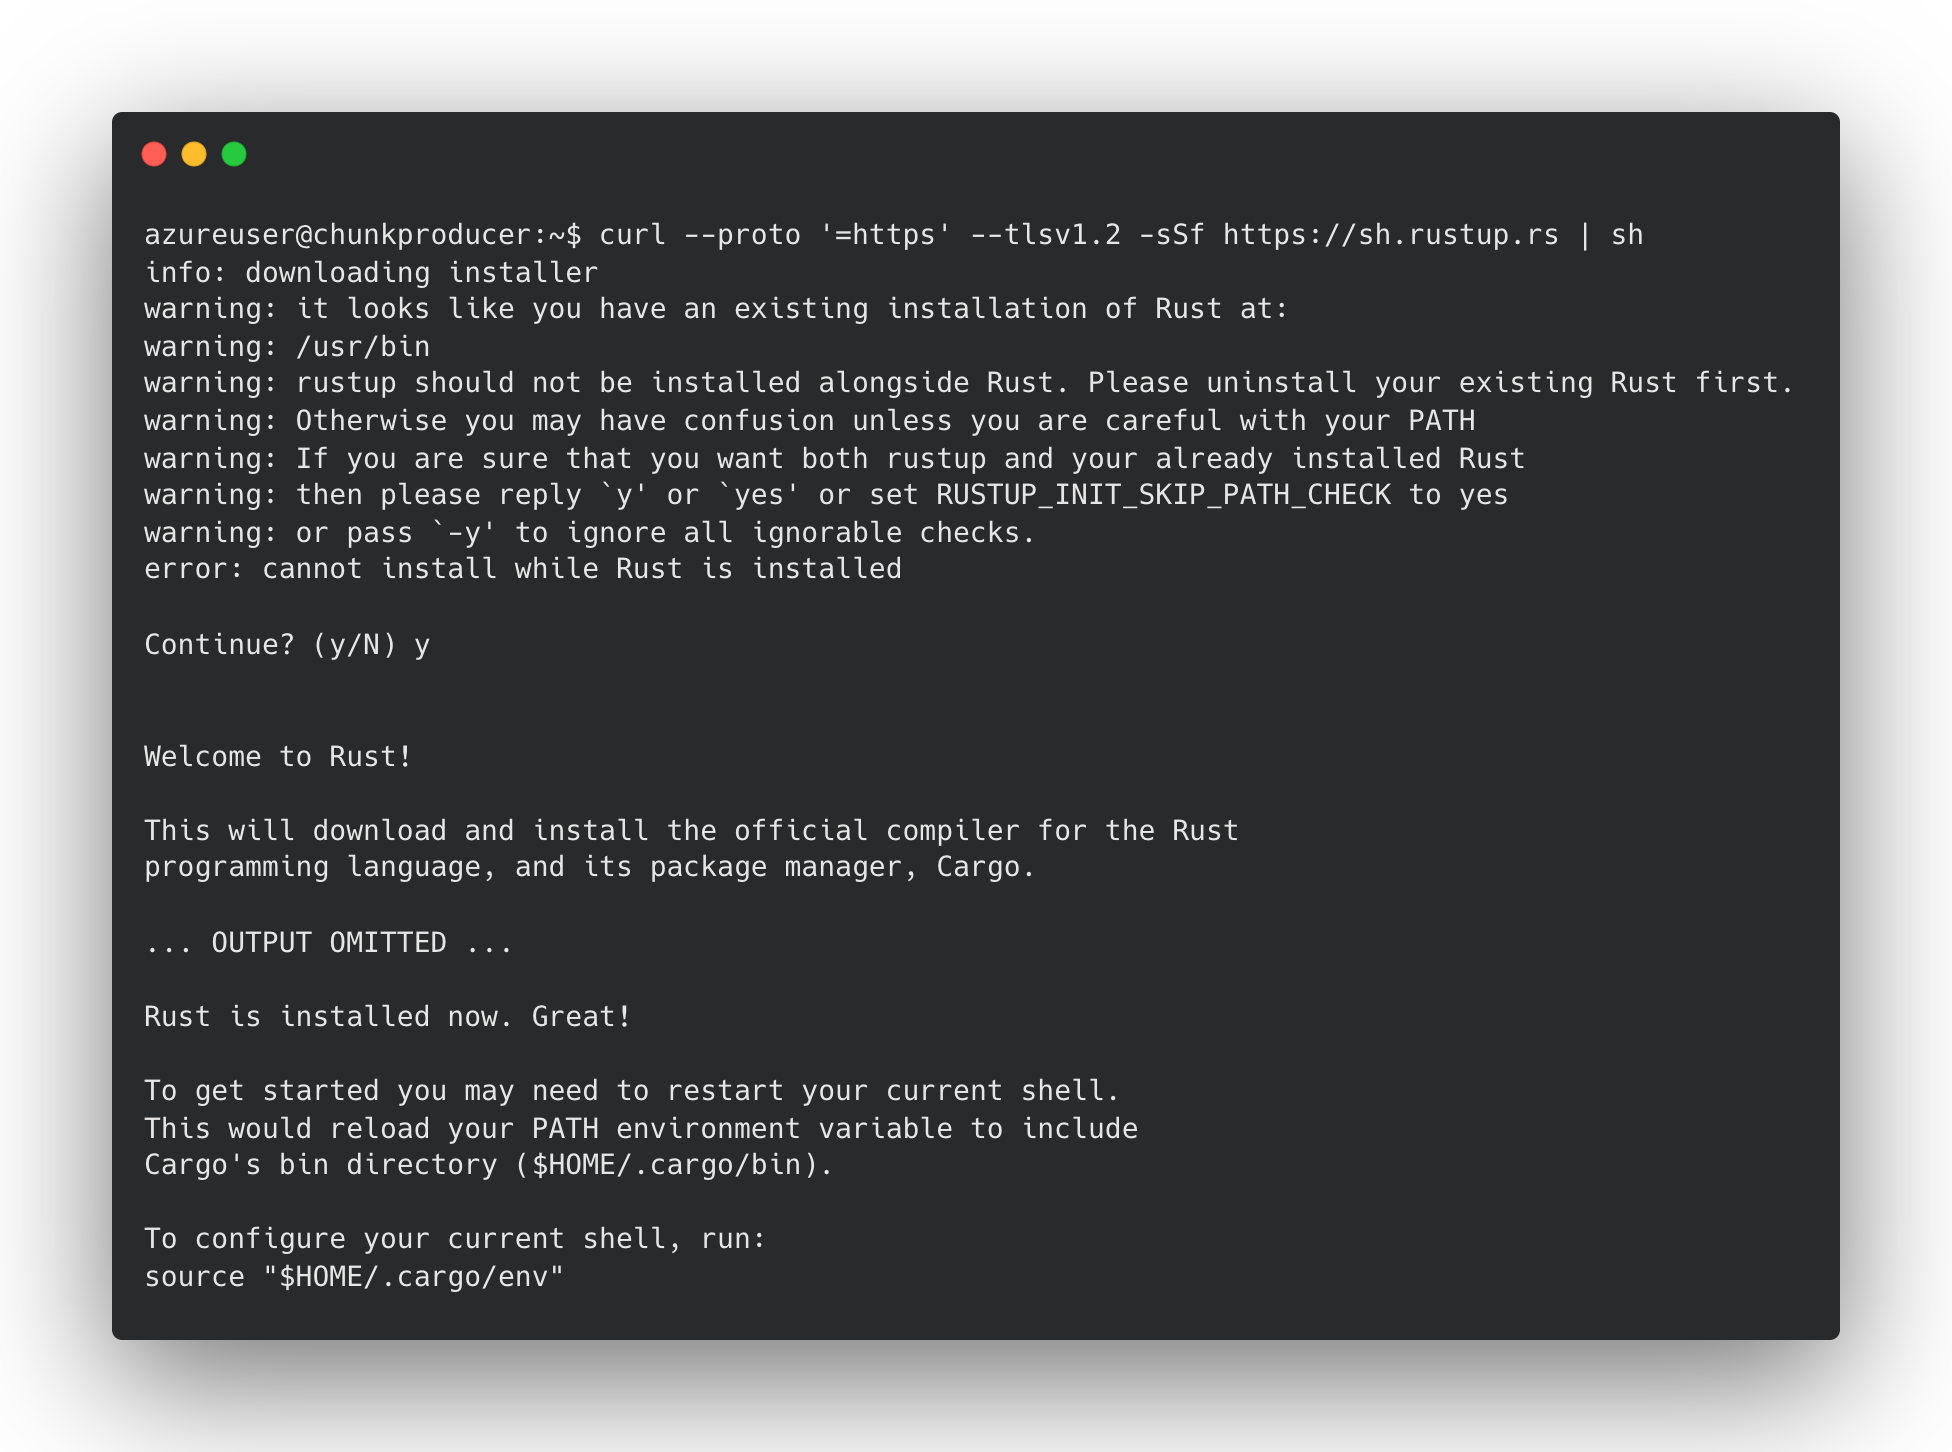 azureuser@chunkproducer:~$ curl --proto '=https' --tlsv1.2 -sSf https://sh.rustup.rs | sh
info: downloading installer
warning: it looks like you have an existing installation of Rust at:
warning: /usr/bin
warning: rustup should not be installed alongside Rust. Please uninstall your existing Rust first.
warning: Otherwise you may have confusion unless you are careful with your PATH
warning: If you are sure that you want both rustup and your already installed Rust
warning: then please reply `y' or `yes' or set RUSTUP_INIT_SKIP_PATH_CHECK to yes
warning: or pass `-y' to ignore all ignorable checks.
error: cannot install while Rust is installed
Continue? (y/N) y
Welcome to Rust!
This will download and install the official compiler for the Rust
programming language, and its package manager, Cargo.
... OUTPUT OMITTED ...
Rust is installed now. Great!
To get started you may need to restart your current shell.
This would reload your PATH environment variable to include
Cargo's bin directory ($HOME/.cargo/bin).
To configure your current shell, run:
source "$HOME/.cargo/env"